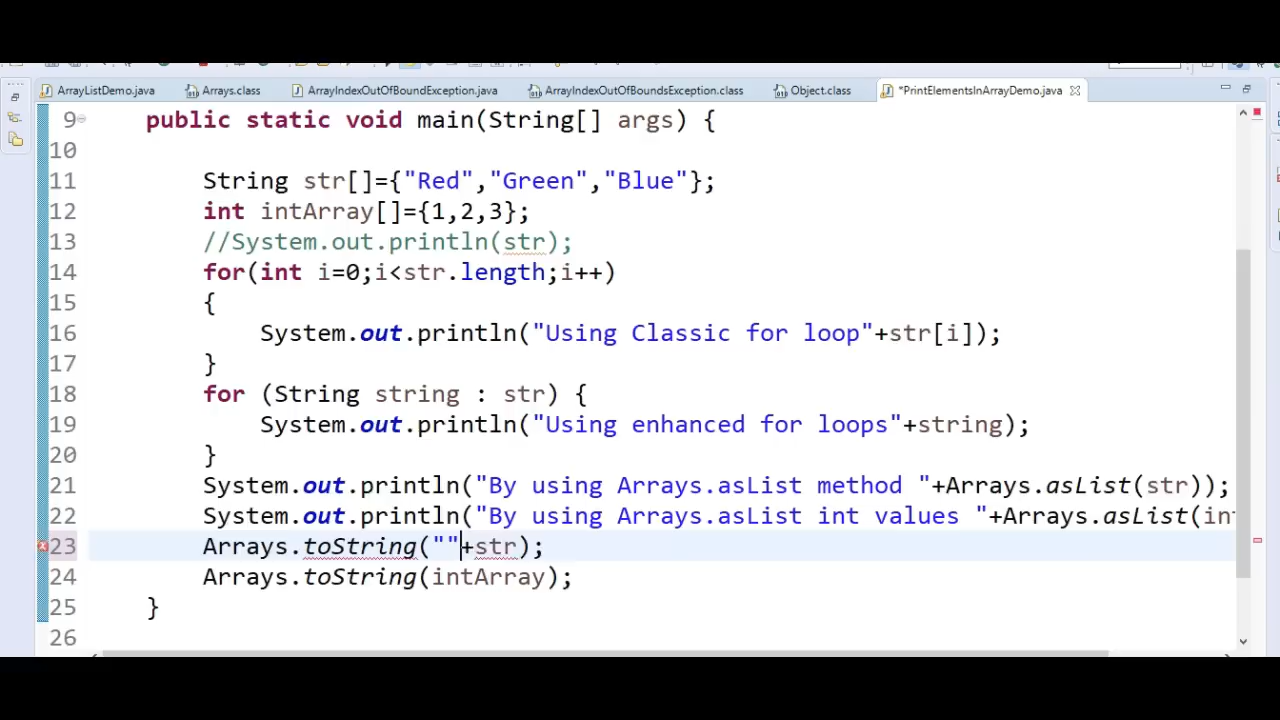 ArrayListDemo.java Arrays.class ArrayIndexOutOfBoundException.java ArrayIndexOutOfBoundsException.class Object.class *PrintElementsInArrayDemo.java
9 public static void main(String[] args) {
10
11 String str[]={"Red","Green","Blue"};
12 int intArray[]={1,2,3};
13 //System.out.println(str);
14 for(int i=0;i<str.length;i++)
15 {
16 System.out.println("Using Classic for loop"+str[i]);
17 }
18 for (String string : str) {
19 System.out.println("Using enhanced for loops"+string);
20 }
21 System.out.println("By using Arrays.asList method "+Arrays.asList(str));
22 System.out.println("By using Arrays.asList int values "+Arrays.asList(int
23 Arrays.toString(""+str);
24 Arrays.toString(intArray);
25 }
26